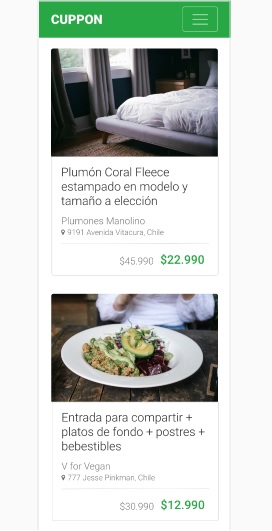 CUPPON
Plumón Coral Fleece
estampado en modelo y
tamaño a elección
Plumones Manolino
9191 Avenida Vitacura, Chile
$45.990 $22.990
Entrada para compartir +
platos de fondo + postres +
bebestibles
V for Vegan
777 Jesse Pinkman, Chile
$30.990 $12.990